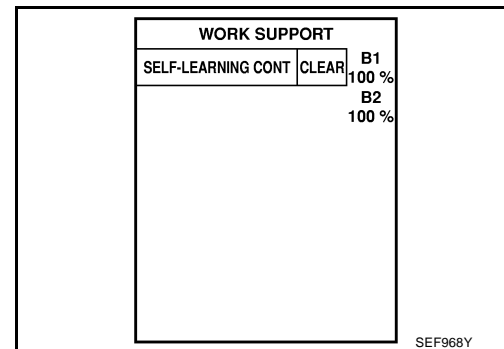 WORK SUPPORT
SELF-LEARNING CONT CLEAR B1
100 %
B2
100 %
SEF968Y